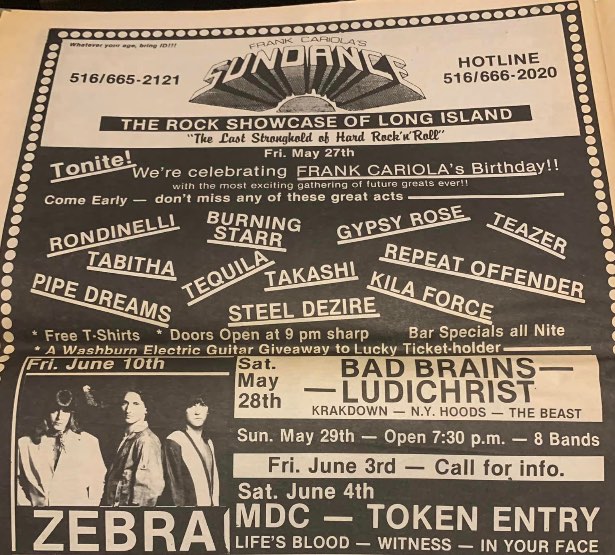 Whatever your age, bring ID!!!
FRANK CARIOLA'S
SUNDANCE
516/665-2121
HOTLINE
516/666-2020
THE ROCK SHOWCASE OF LONG ISLAND
"The Last Stronghold of Hard Rock'n'Roll"
Fri. May 27th
Tonite!
We're celebrating FRANK CARIOLA's Birthday!!
with the most exciting gathering of future greats ever!!
Come Early — don't miss any of these great acts
RONDINELLI
BURNING STARR
GYPSY ROSE
TEAZER
TABITHA
TEQUILA
TAKASHI
REPEAT OFFENDER
PIPE DREAMS
STEEL DEZIRE
KILA FORCE
* Free T-Shirts * Doors Open at 9 pm sharp Bar Specials all Nite
* A Washburn Electric Guitar Giveaway to Lucky Ticket-holder
Fri. June 10th
ZEBRA
Sat.
May
28th
BAD BRAINS—
—LUDICHRIST
KRAKDOWN — N.Y. HOODS — THE BEAST
Sun. May 29th — Open 7:30 p.m. — 8 Bands
Fri. June 3rd — Call for info.
Sat. June 4th
MDC — TOKEN ENTRY
LIFE'S BLOOD — WITNESS — IN YOUR FACE